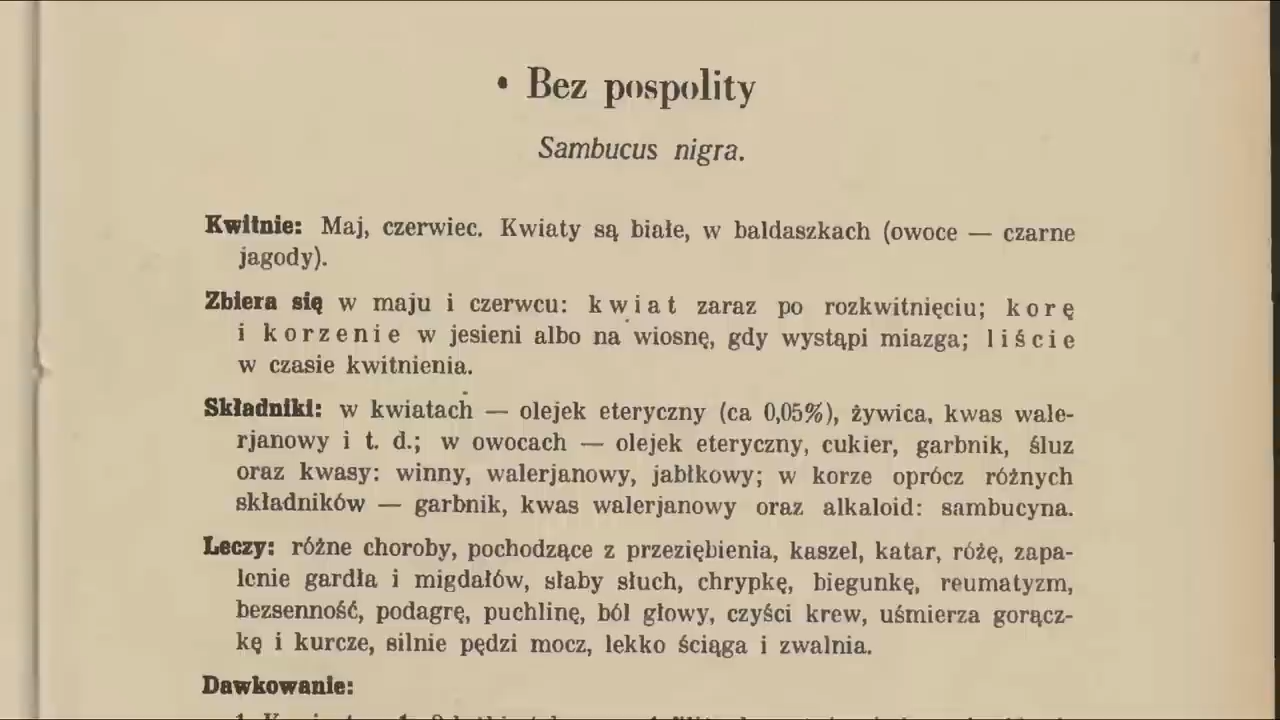 • Bez pospolity
Sambucus nigra.
Kwitnie: Maj, czerwiec. Kwiaty są białe, w baldaszkach (owoce — czarne
jagody).
Zbiera się w maju i czerwcu: kwiat zaraz po rozkwitnięciu; korę
i korzenie w jesieni albo na wiosnę, gdy wystąpi miazga; liście
w czasie kwitnienia.
Składniki: w kwiatach — olejek eteryczny (ca 0,05%), żywica, kwas wale-
rjanowy i t. d.; w owocach — olejek eteryczny, cukier, garbnik, śluz
oraz kwasy: winny, walerjanowy, jabłkowy; w korze oprócz różnych
składników — garbnik, kwas walerjanowy oraz alkaloid: sambucyna.
Leczy: różne choroby, pochodzące z przeziębienia, kaszel, katar, różę, zapa-
lenie gardła i migdałów, słaby słuch, chrypkę, biegunkę, reumatyzm,
bezsenność, podagrę, puchlinę, ból głowy, czyści krew, uśmierza gorącz-
kę i kurcze, silnie pędzi mocz, lekko ściąga i zwalnia.
Dawkowanie: